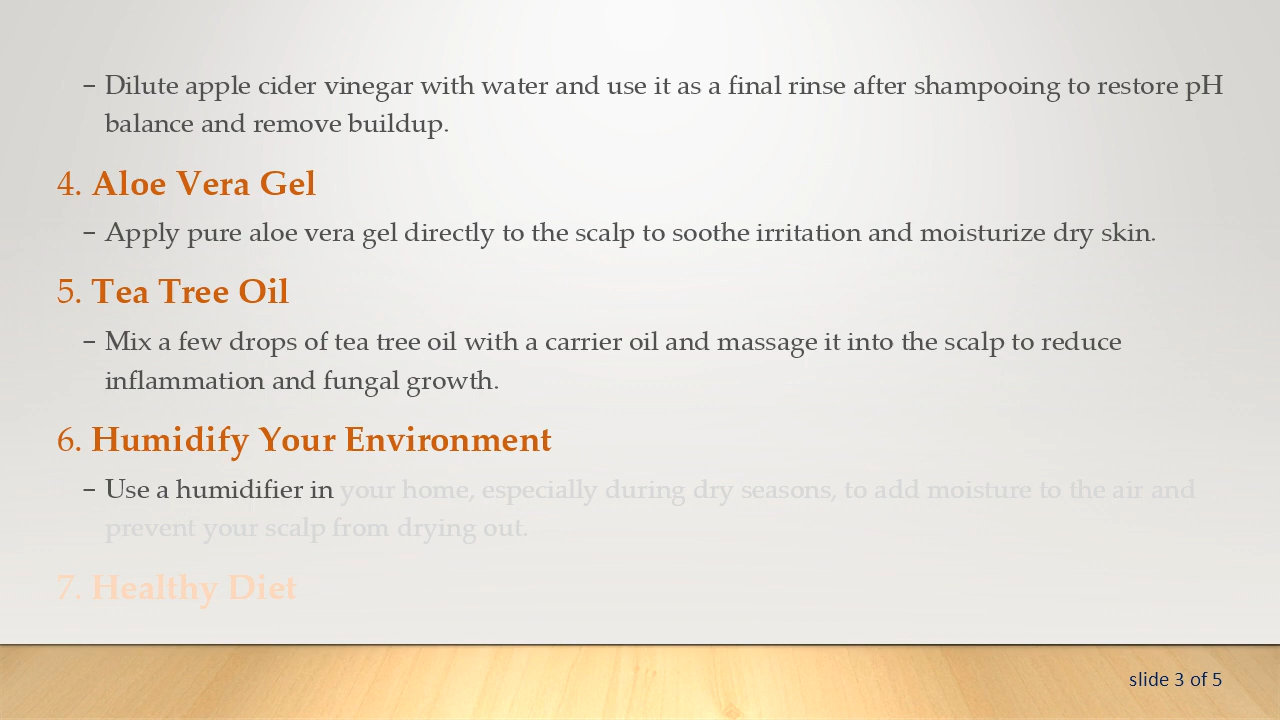 – Dilute apple cider vinegar with water and use it as a final rinse after shampooing to restore pH
balance and remove buildup.
4. Aloe Vera Gel
– Apply pure aloe vera gel directly to the scalp to soothe irritation and moisturize dry skin.
5. Tea Tree Oil
– Mix a few drops of tea tree oil with a carrier oil and massage it into the scalp to reduce
inflammation and fungal growth.
6. Humidify Your Environment
– Use a humidifier in your home, especially during dry seasons, to add moisture to the air and
prevent your scalp from drying out.
7. Healthy Diet
slide 3 of 5